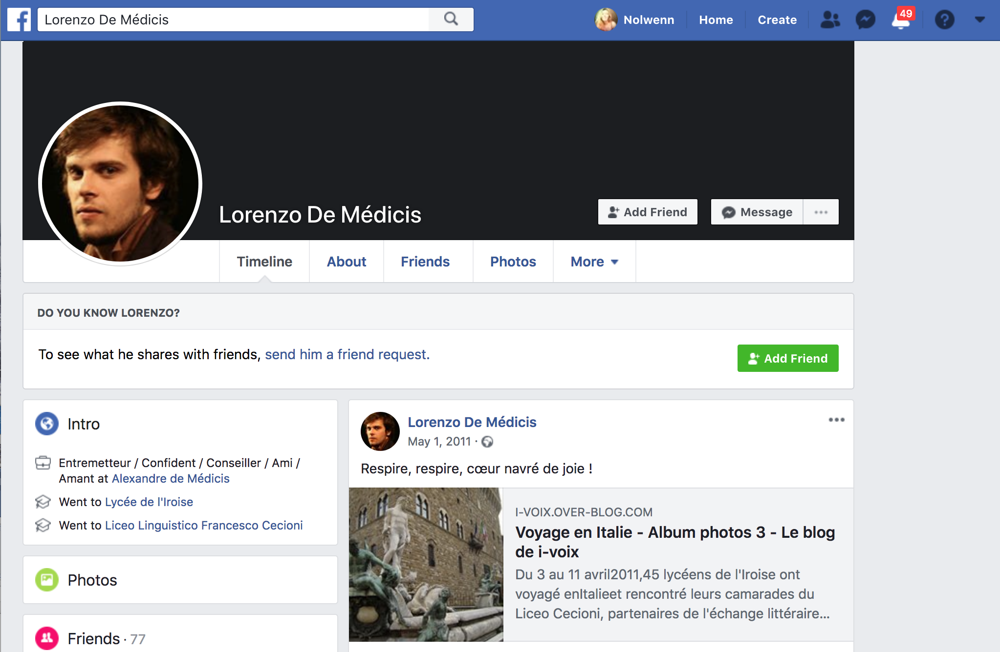 Lorenzo De Médicis
Nolwenn
Home
Create
49
Lorenzo De Médicis
Add Friend
Message
Timeline
About
Friends
Photos
More
DO YOU KNOW LORENZO?
To see what he shares with friends, send him a friend request.
Add Friend
Intro
Entremetteur / Confident / Conseiller / Ami /
Amant at Alexandre de Médicis
Went to Lycée de l'Iroise
Went to Liceo Linguistico Francesco Cecioni
Photos
Friends · 77
Lorenzo De Médicis
May 1, 2011 ·
Respire, respire, cœur navré de joie !
I-VOIX.OVER-BLOG.COM
Voyage en Italie - Album photos 3 - Le blog
de i-voix
Du 3 au 11 avril2011,45 lycéens de l'Iroise ont
voyagé enItalieet rencontré leurs camarades du
Liceo Cecioni, partenaires de l'échange littéraire...